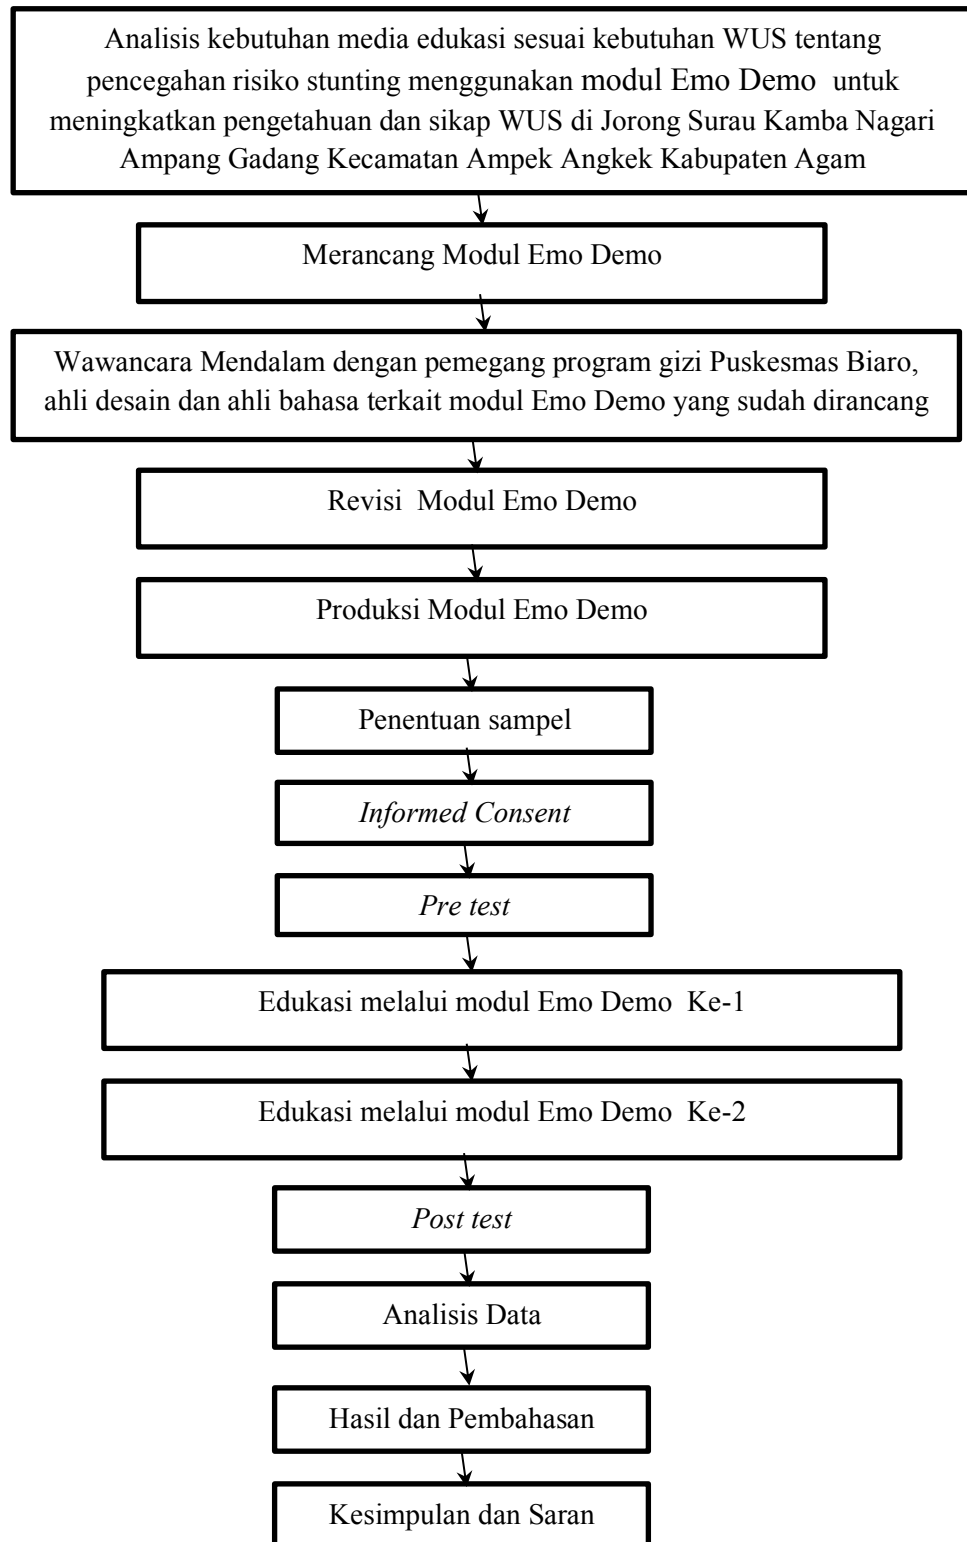 Analisis kebutuhan media edukasi sesuai kebutuhan WUS tentang
pencegahan risiko stunting menggunakan modul Emo Demo untuk
meningkatkan pengetahuan dan sikap WUS di Jorong Surau Kamba Nagari
Ampang Gadang Kecamatan Ampek Angkek Kabupaten Agam
Merancang Modul Emo Demo
Wawancara Mendalam dengan pemegang program gizi Puskesmas Biaro,
ahli desain dan ahli bahasa terkait modul Emo Demo yang sudah dirancang
Revisi Modul Emo Demo
Produksi Modul Emo Demo
Penentuan sampel
Informed Consent
Pre test
Edukasi melalui modul Emo Demo Ke-1
Edukasi melalui modul Emo Demo Ke-2
Post test
Analisis Data
Hasil dan Pembahasan
Kesimpulan dan Saran